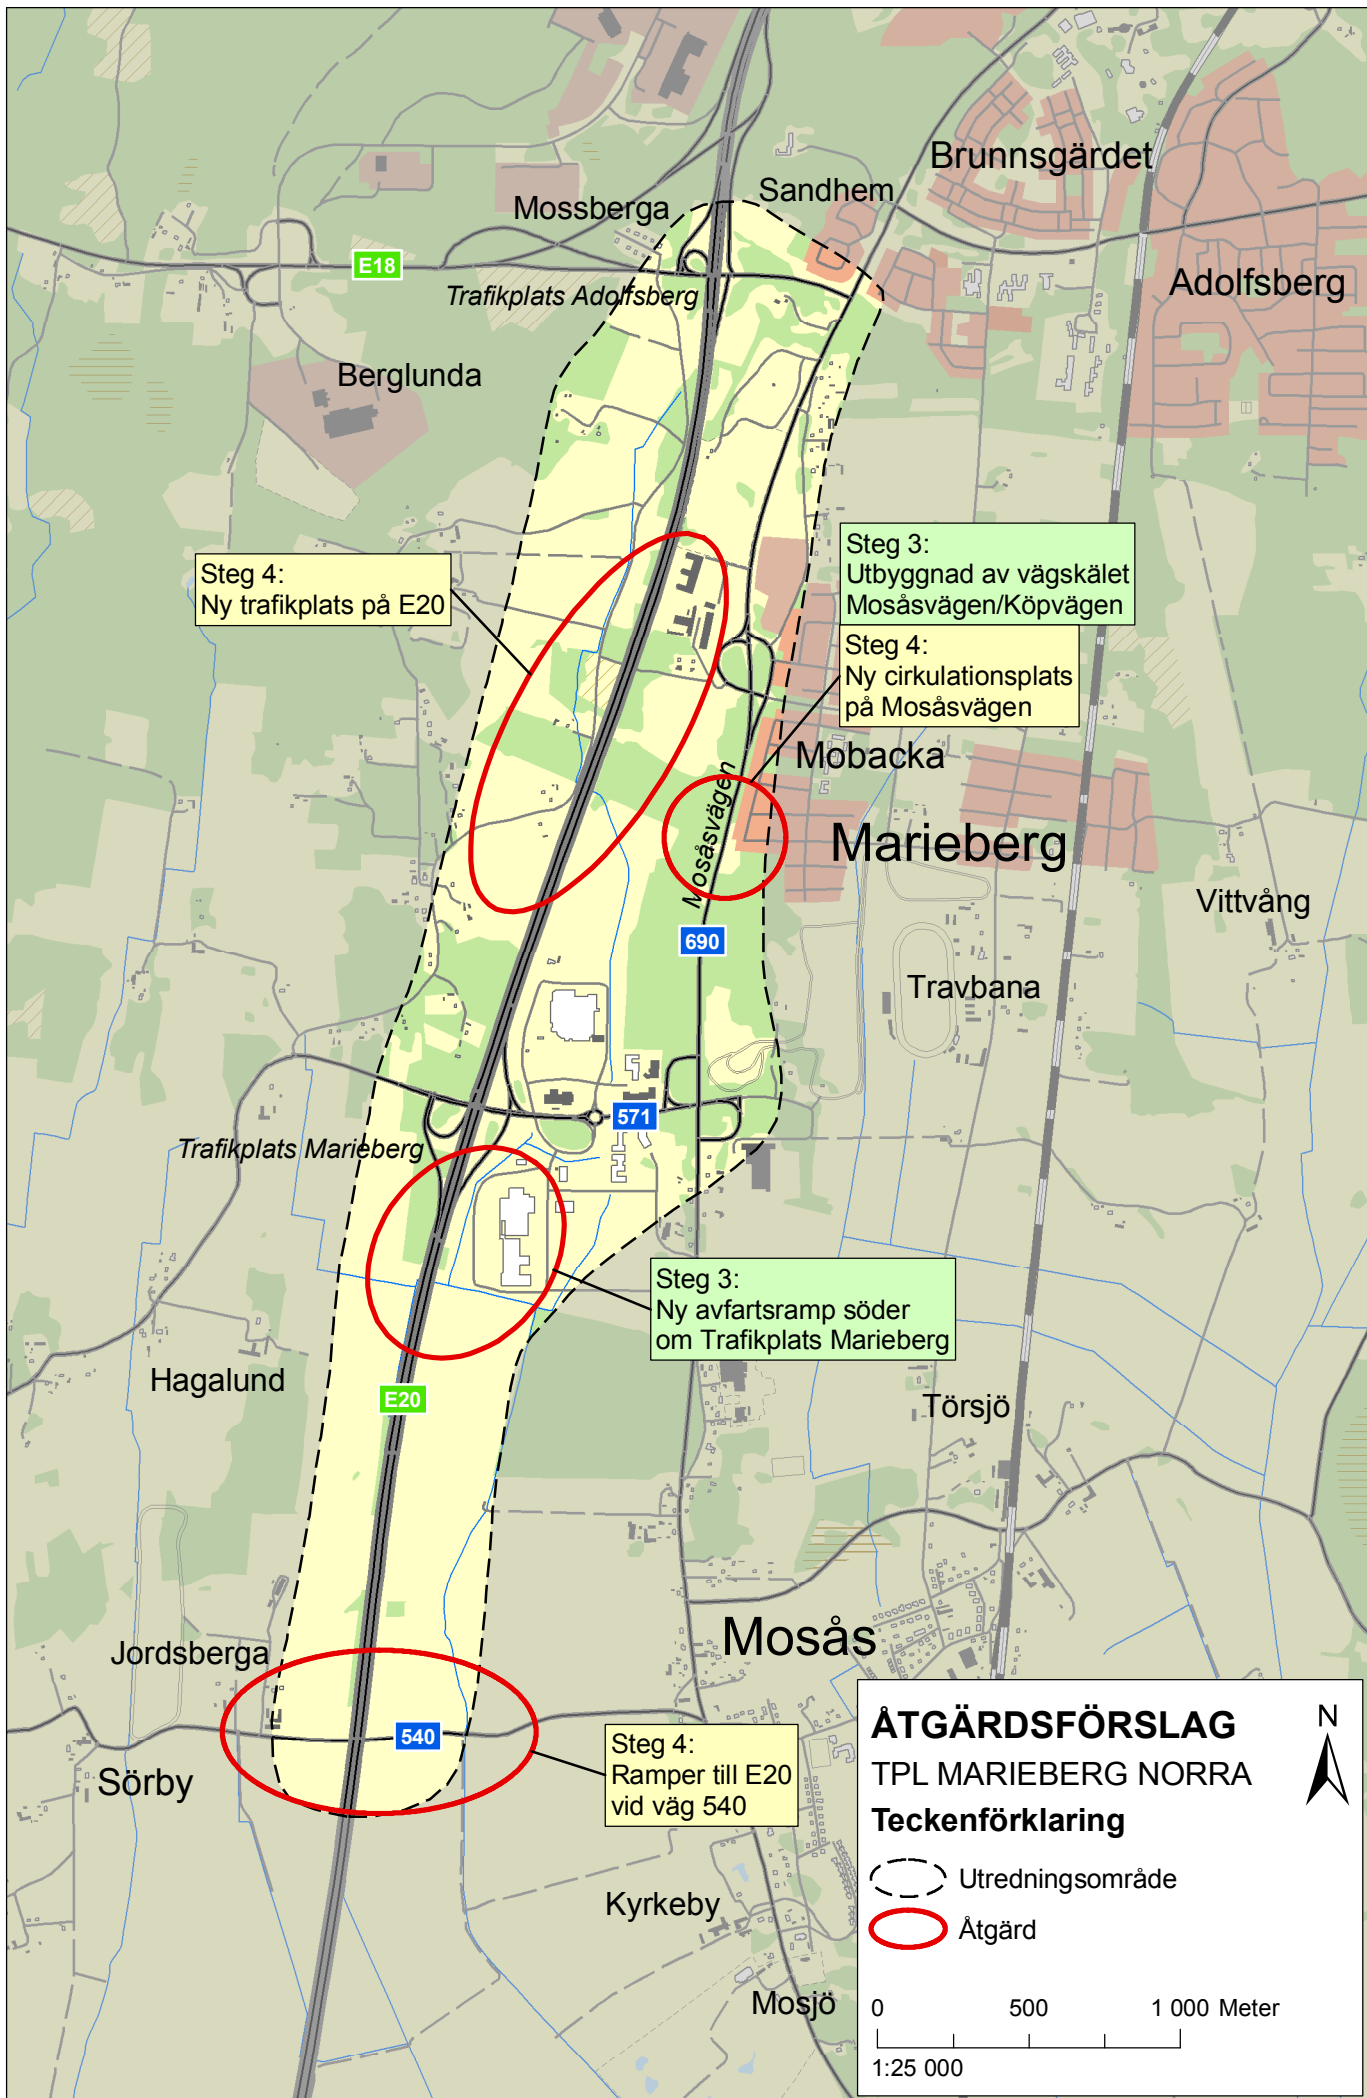 Brunnsgärdet
Sandhem
Mossberga
E18
Trafikplats Adolfsberg
Adolfsberg
Berglunda
Steg 3:
Utbyggnad av vägskälet
Mosåsvägen/Köpvägen
Steg 4:
Ny trafikplats på E20
Steg 4:
Ny cirkulationsplats
på Mosåsvägen
Mobacka
Mosåsvägen
Marieberg
Vittvång
690
Travbana
571
Trafikplats Marieberg
Steg 3:
Ny avfartsramp söder
om Trafikplats Marieberg
Hagalund
E20
Törsjö
Mosås
Jordsberga
540
Sörby
Steg 4:
Ramper till E20
vid väg 540
Kyrkeby
Mosjö
ÅTGÄRDSFÖRSLAG
N
TPL MARIEBERG NORRA
Teckenförklaring
Utredningsområde
Åtgärd
0 500 1 000 Meter
1:25 000